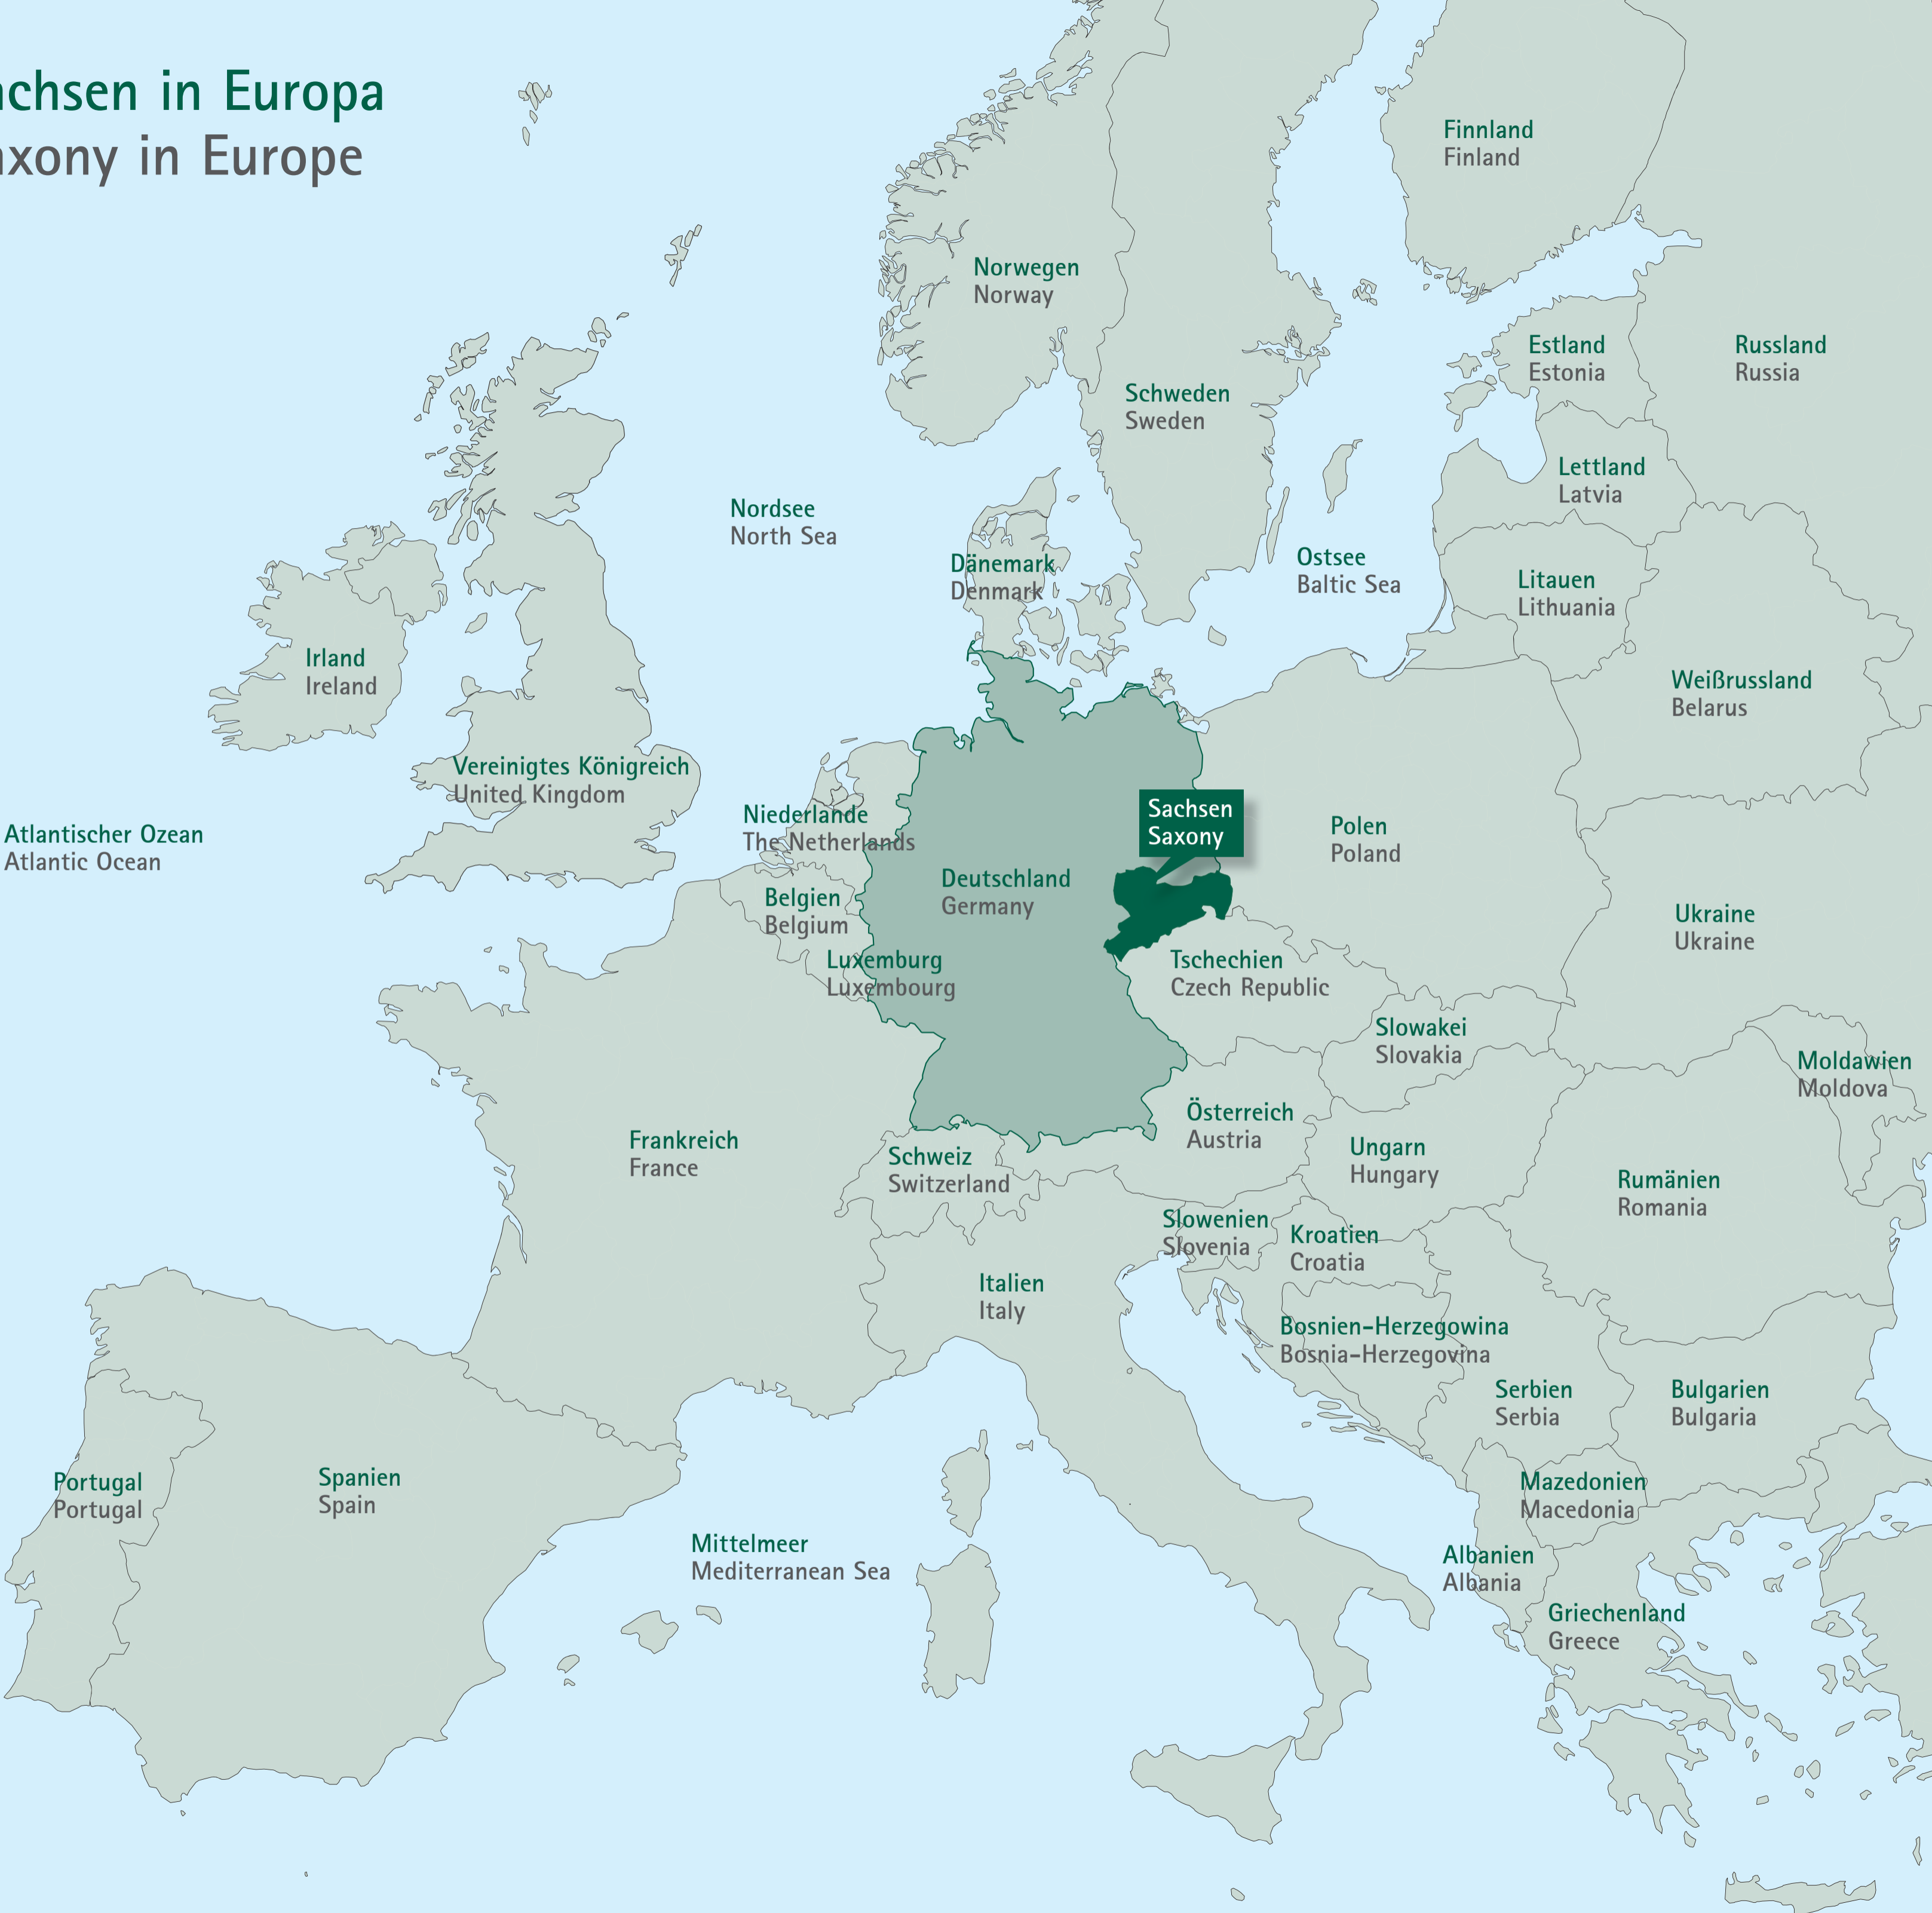 achsen in Europa
axony in Europe
Finnland
Finland
Norwegen
Norway
Estland
Estonia
Russland
Russia
Schweden
Sweden
Lettland
Latvia
Nordsee
North Sea
Dänemark
Denmark
Ostsee
Baltic Sea
Litauen
Lithuania
Irland
Ireland
Weißrussland
Belarus
Vereinigtes Königreich
United Kingdom
Niederlande
The Netherlands
Sachsen
Saxony
Polen
Poland
Atlantischer Ozean
Atlantic Ocean
Deutschland
Germany
Belgien
Belgium
Ukraine
Ukraine
Luxemburg
Luxembourg
Tschechien
Czech Republic
Slowakei
Slovakia
Moldawien
Moldova
Österreich
Austria
Frankreich
France
Schweiz
Switzerland
Ungarn
Hungary
Rumänien
Romania
Slowenien
Slovenia
Kroatien
Croatia
Italien
Italy
Bosnien-Herzegowina
Bosnia-Herzegovina
Serbien
Serbia
Bulgarien
Bulgaria
Portugal
Portugal
Spanien
Spain
Mazedonien
Macedonia
Mittelmeer
Mediterranean Sea
Albanien
Albania
Griechenland
Greece